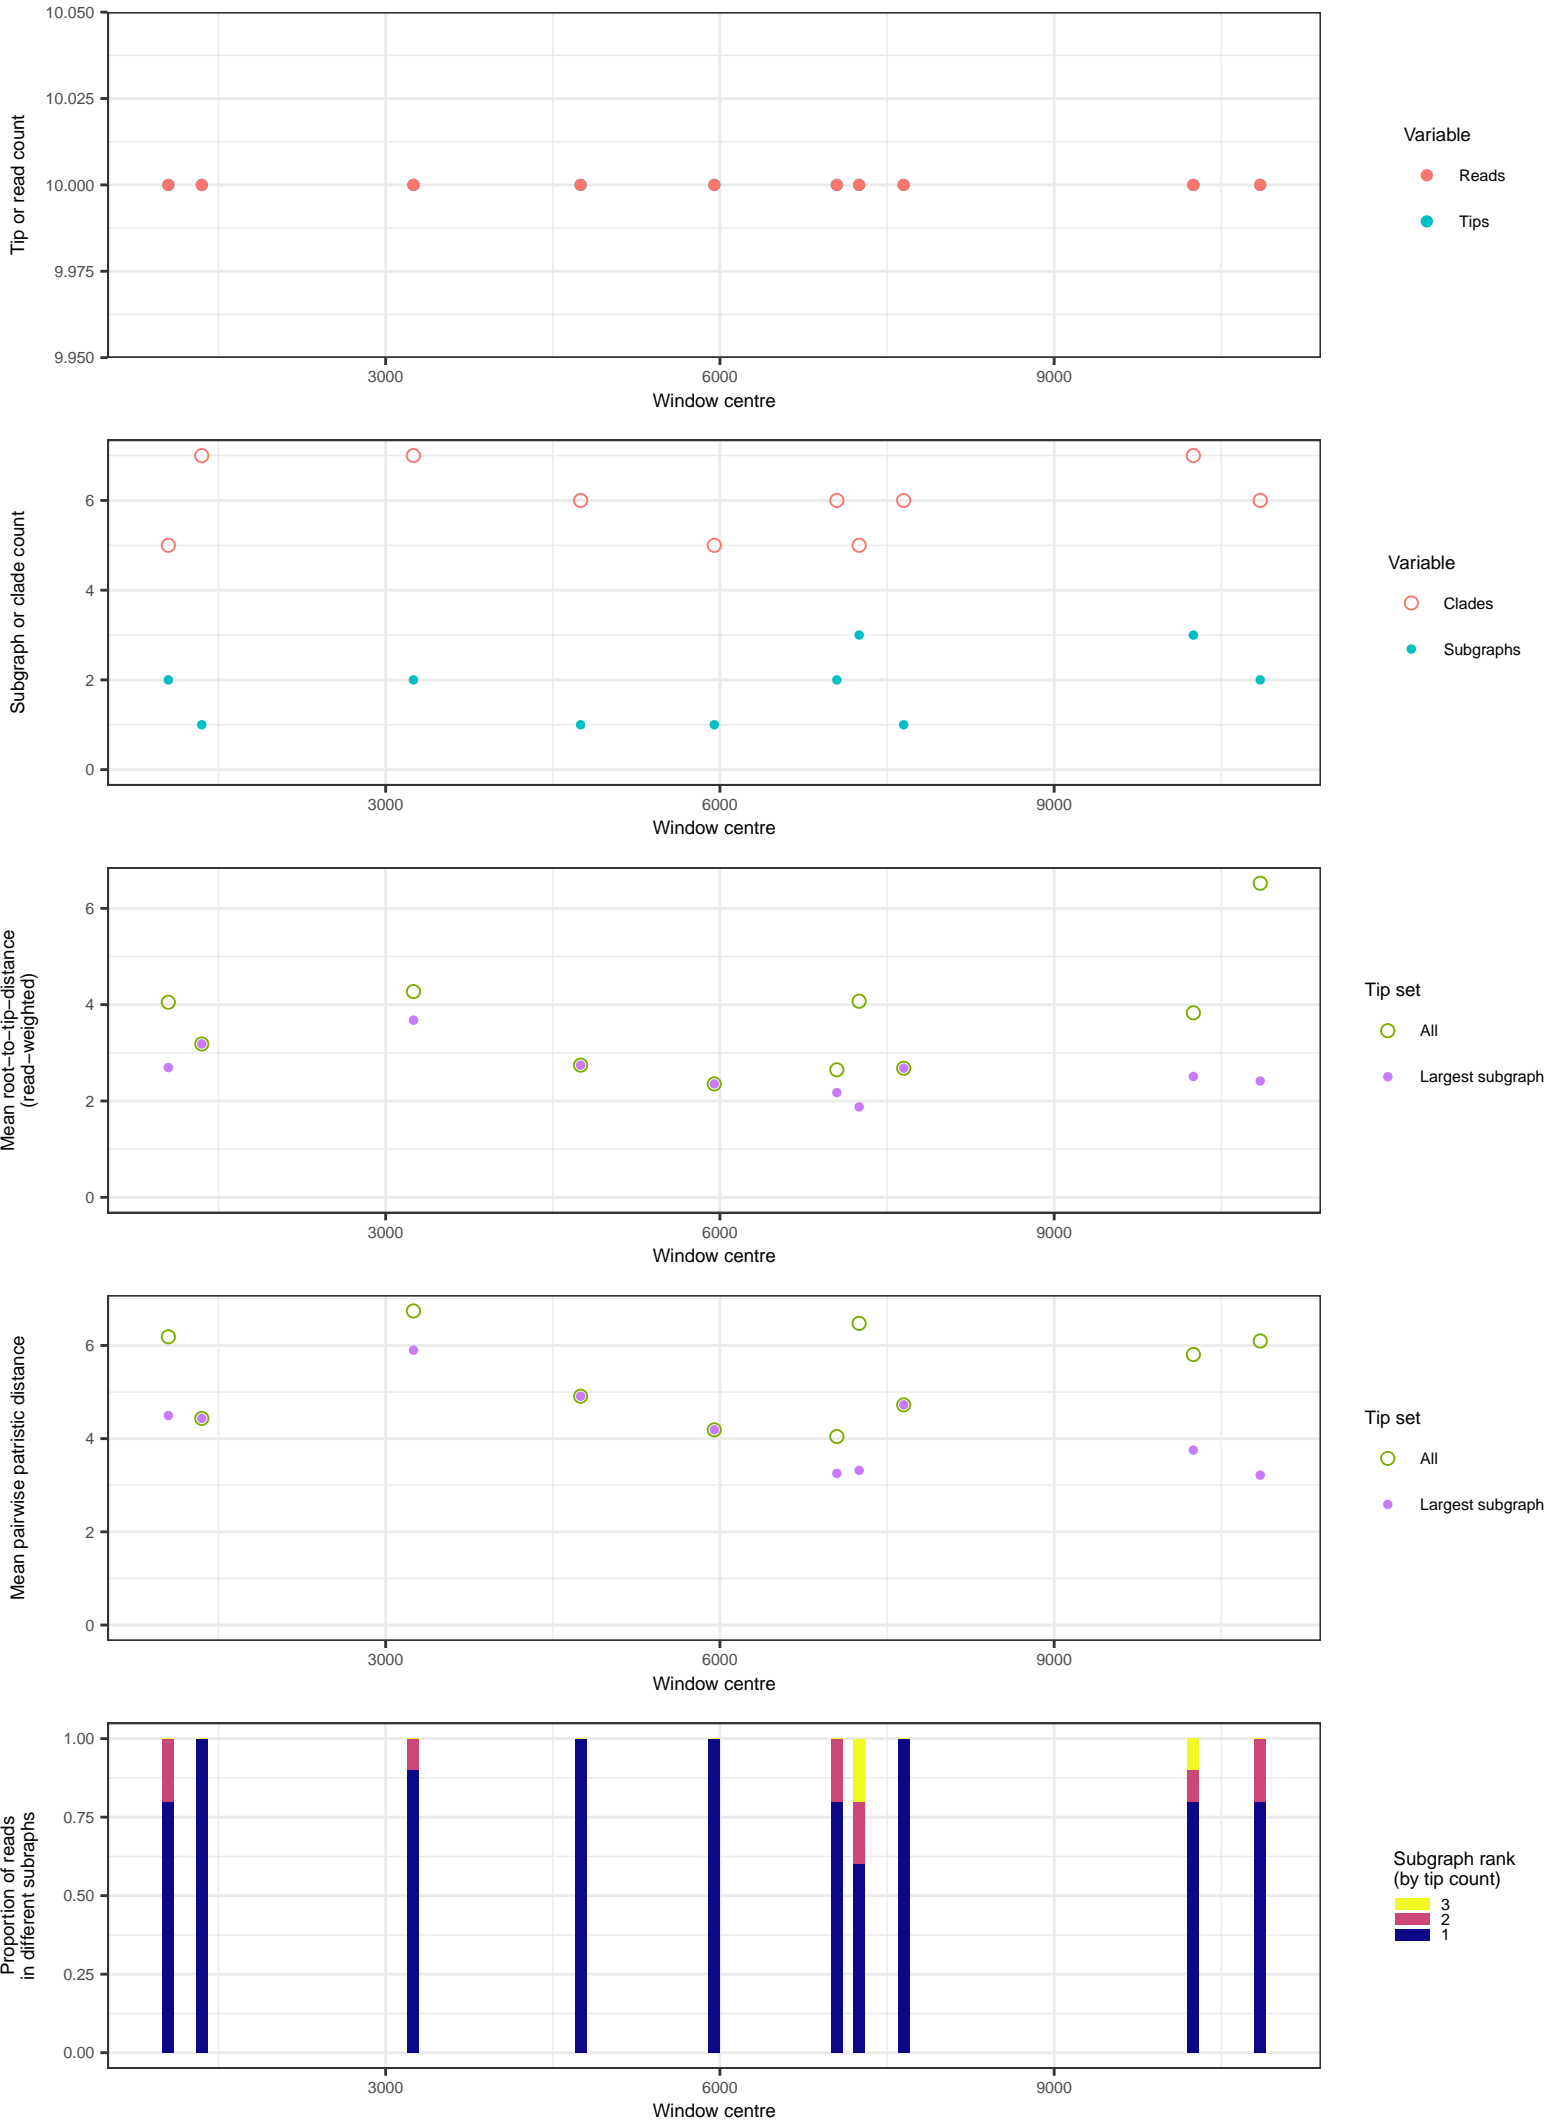 10.050
10.025
10.000
9.975
9.950
Tip or read count
3000
6000
9000
Window centre
Variable
Reads
Tips
6
4
2
0
Subgraph or clade count
3000
6000
9000
Window centre
Variable
Clades
Subgraphs
6
4
2
0
Mean root−to−tip−distance
(read−weighted)
3000
6000
9000
Window centre
Tip set
All
Largest subgraph
6
4
2
0
Mean pairwise patristic distance
3000
6000
9000
Window centre
Tip set
All
Largest subgraph
1.00
0.75
0.50
0.25
0.00
Proportion of reads
in different subraphs
3000
6000
9000
Window centre
Subgraph rank
(by tip count)
3
2
1